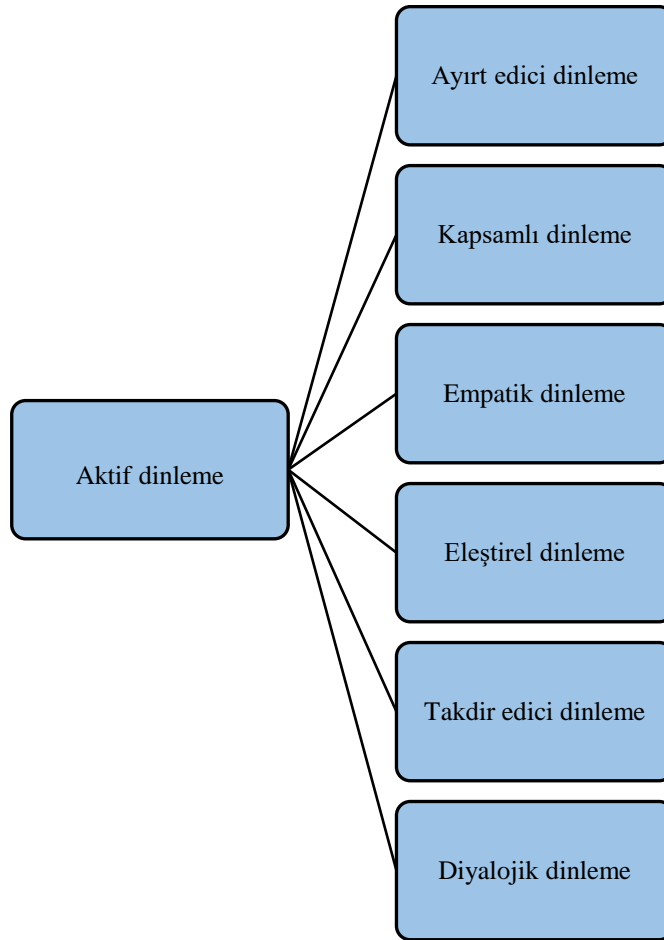 Ayırt edici dinleme
Kapsamlı dinleme
Empatik dinleme
Aktif dinleme
Eleştirel dinleme
Takdir edici dinleme
Diyalojik dinleme